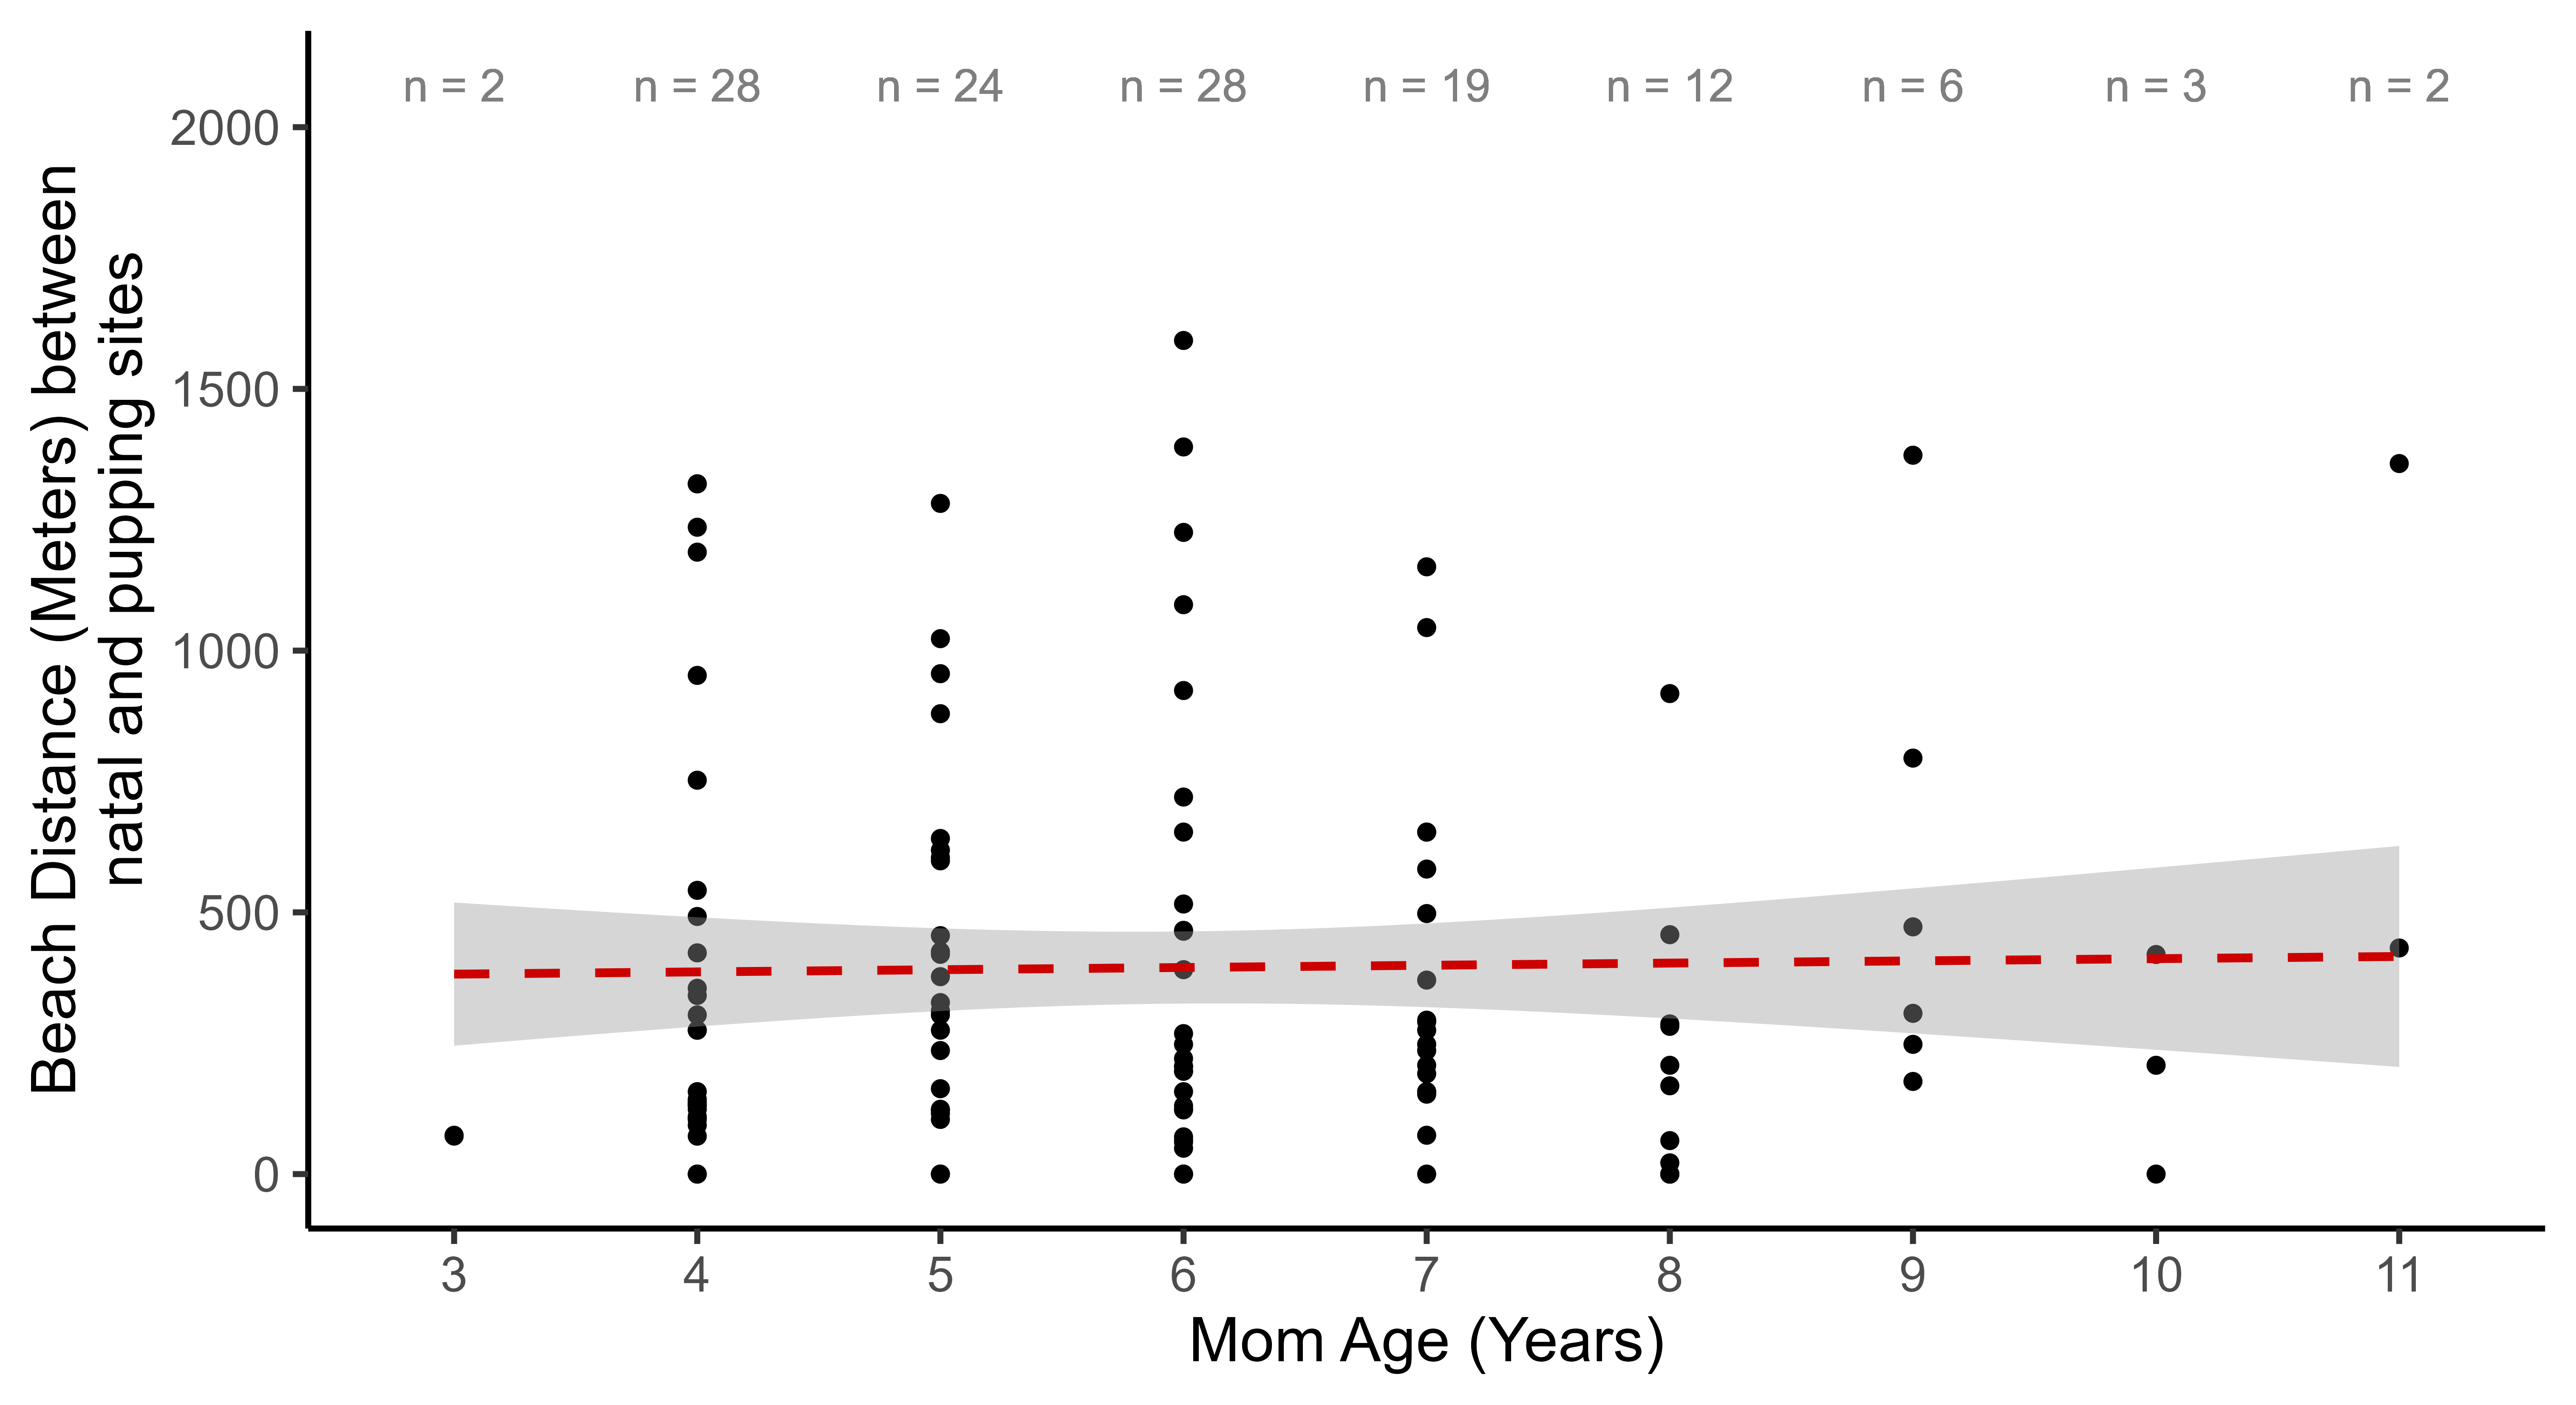 n = 2 n = 28 n = 24 n = 28 n = 19 n = 12 n = 6 n = 3 n = 2
2000
1500
1000
500
0
Beach Distance (Meters) between
natal and pupping sites
3 4 5 6 7 8 9 10 11
Mom Age (Years)